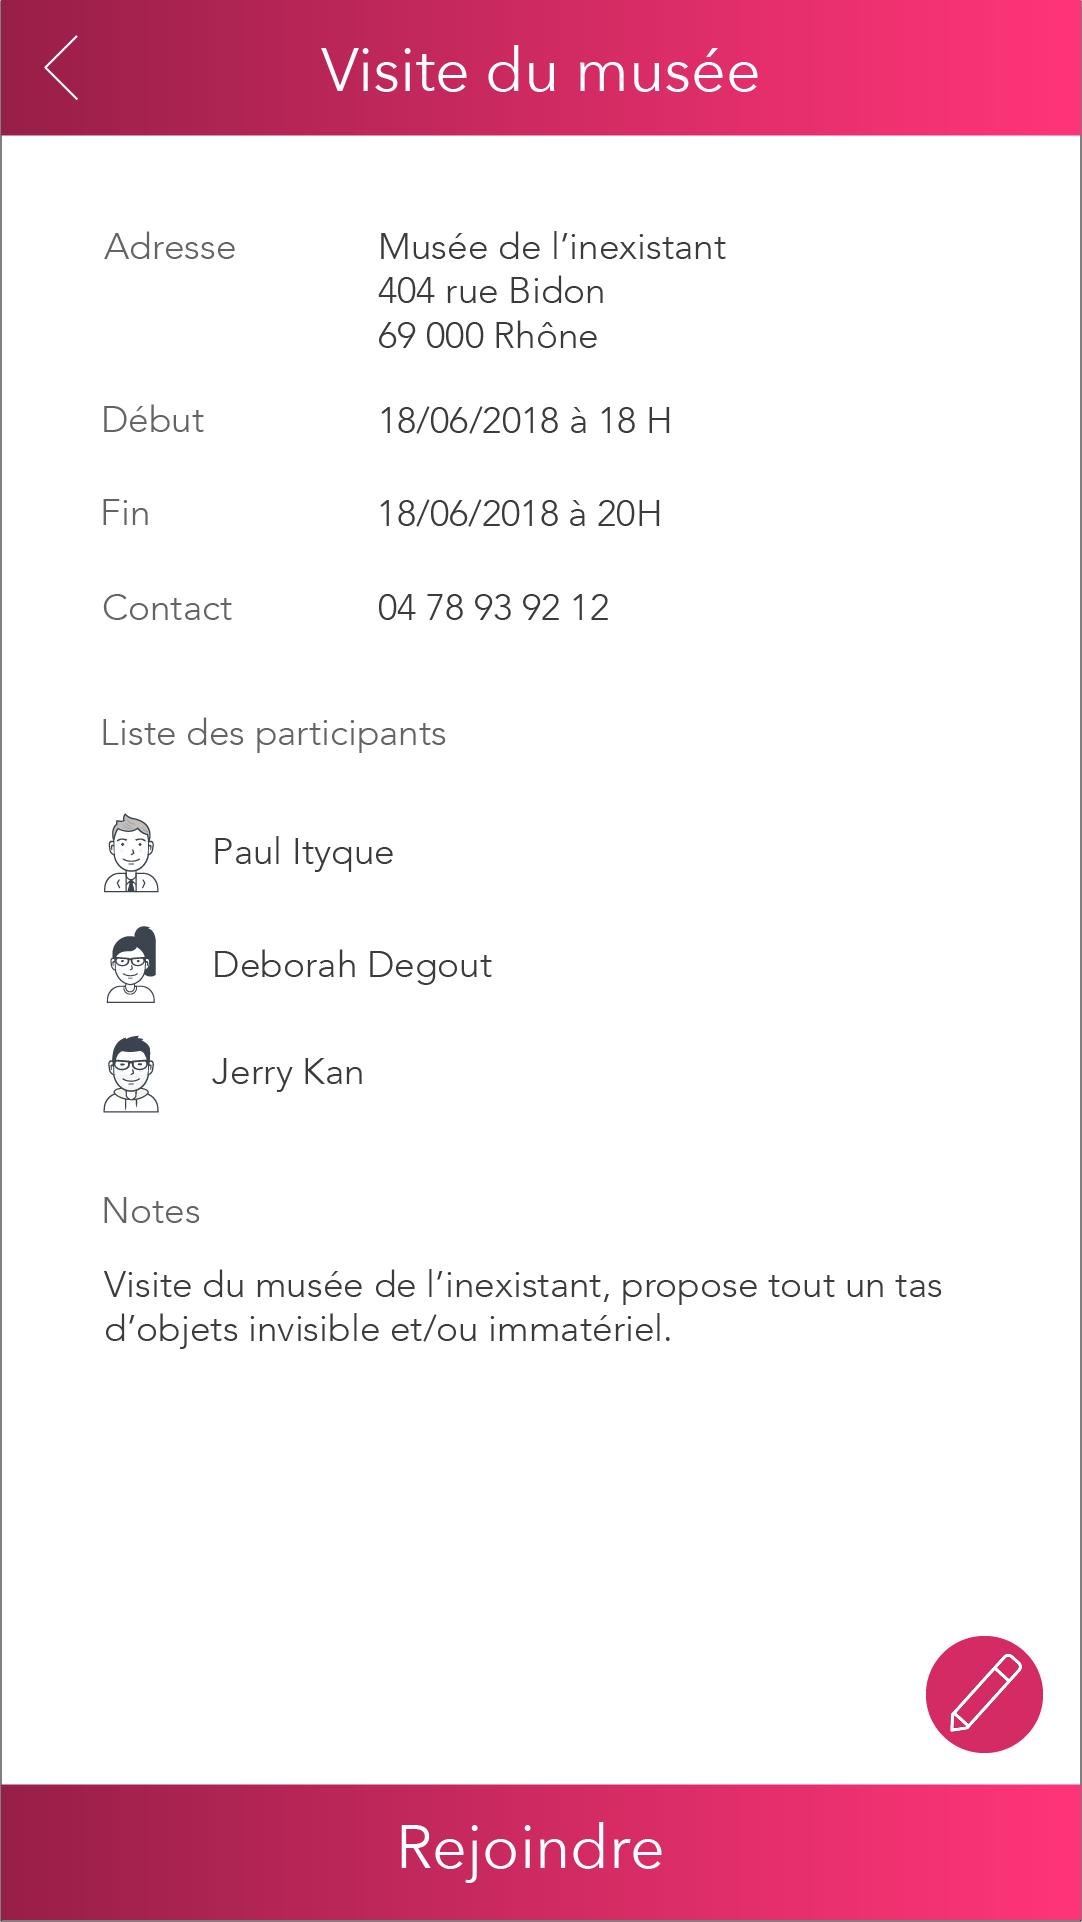 Visite du musée
Adresse Musée de l’inexistant
404 rue Bidon
69 000 Rhône
Début 18/06/2018 à 18 H
Fin 18/06/2018 à 20H
Contact 04 78 93 92 12
Liste des participants
Paul Ityque
Deborah Degout
Jerry Kan
Notes
Visite du musée de l’inexistant, propose tout un tas
d’objets invisible et/ou immatériel.
Rejoindre